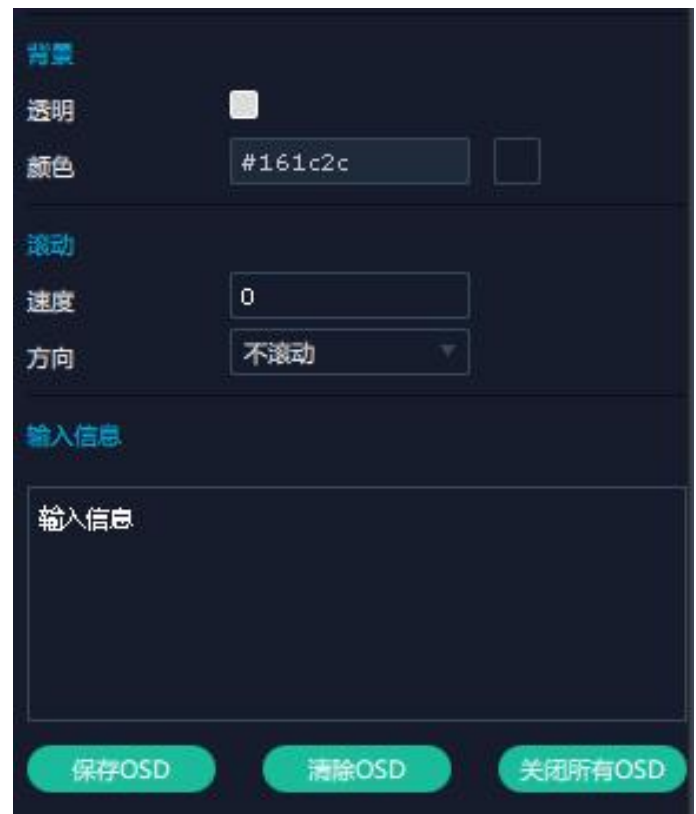 背景
透明
颜色 #161c2c
滚动
速度 0
方向 不滚动
输入信息
输入信息
保存OSD 清除OSD 关闭所有OSD